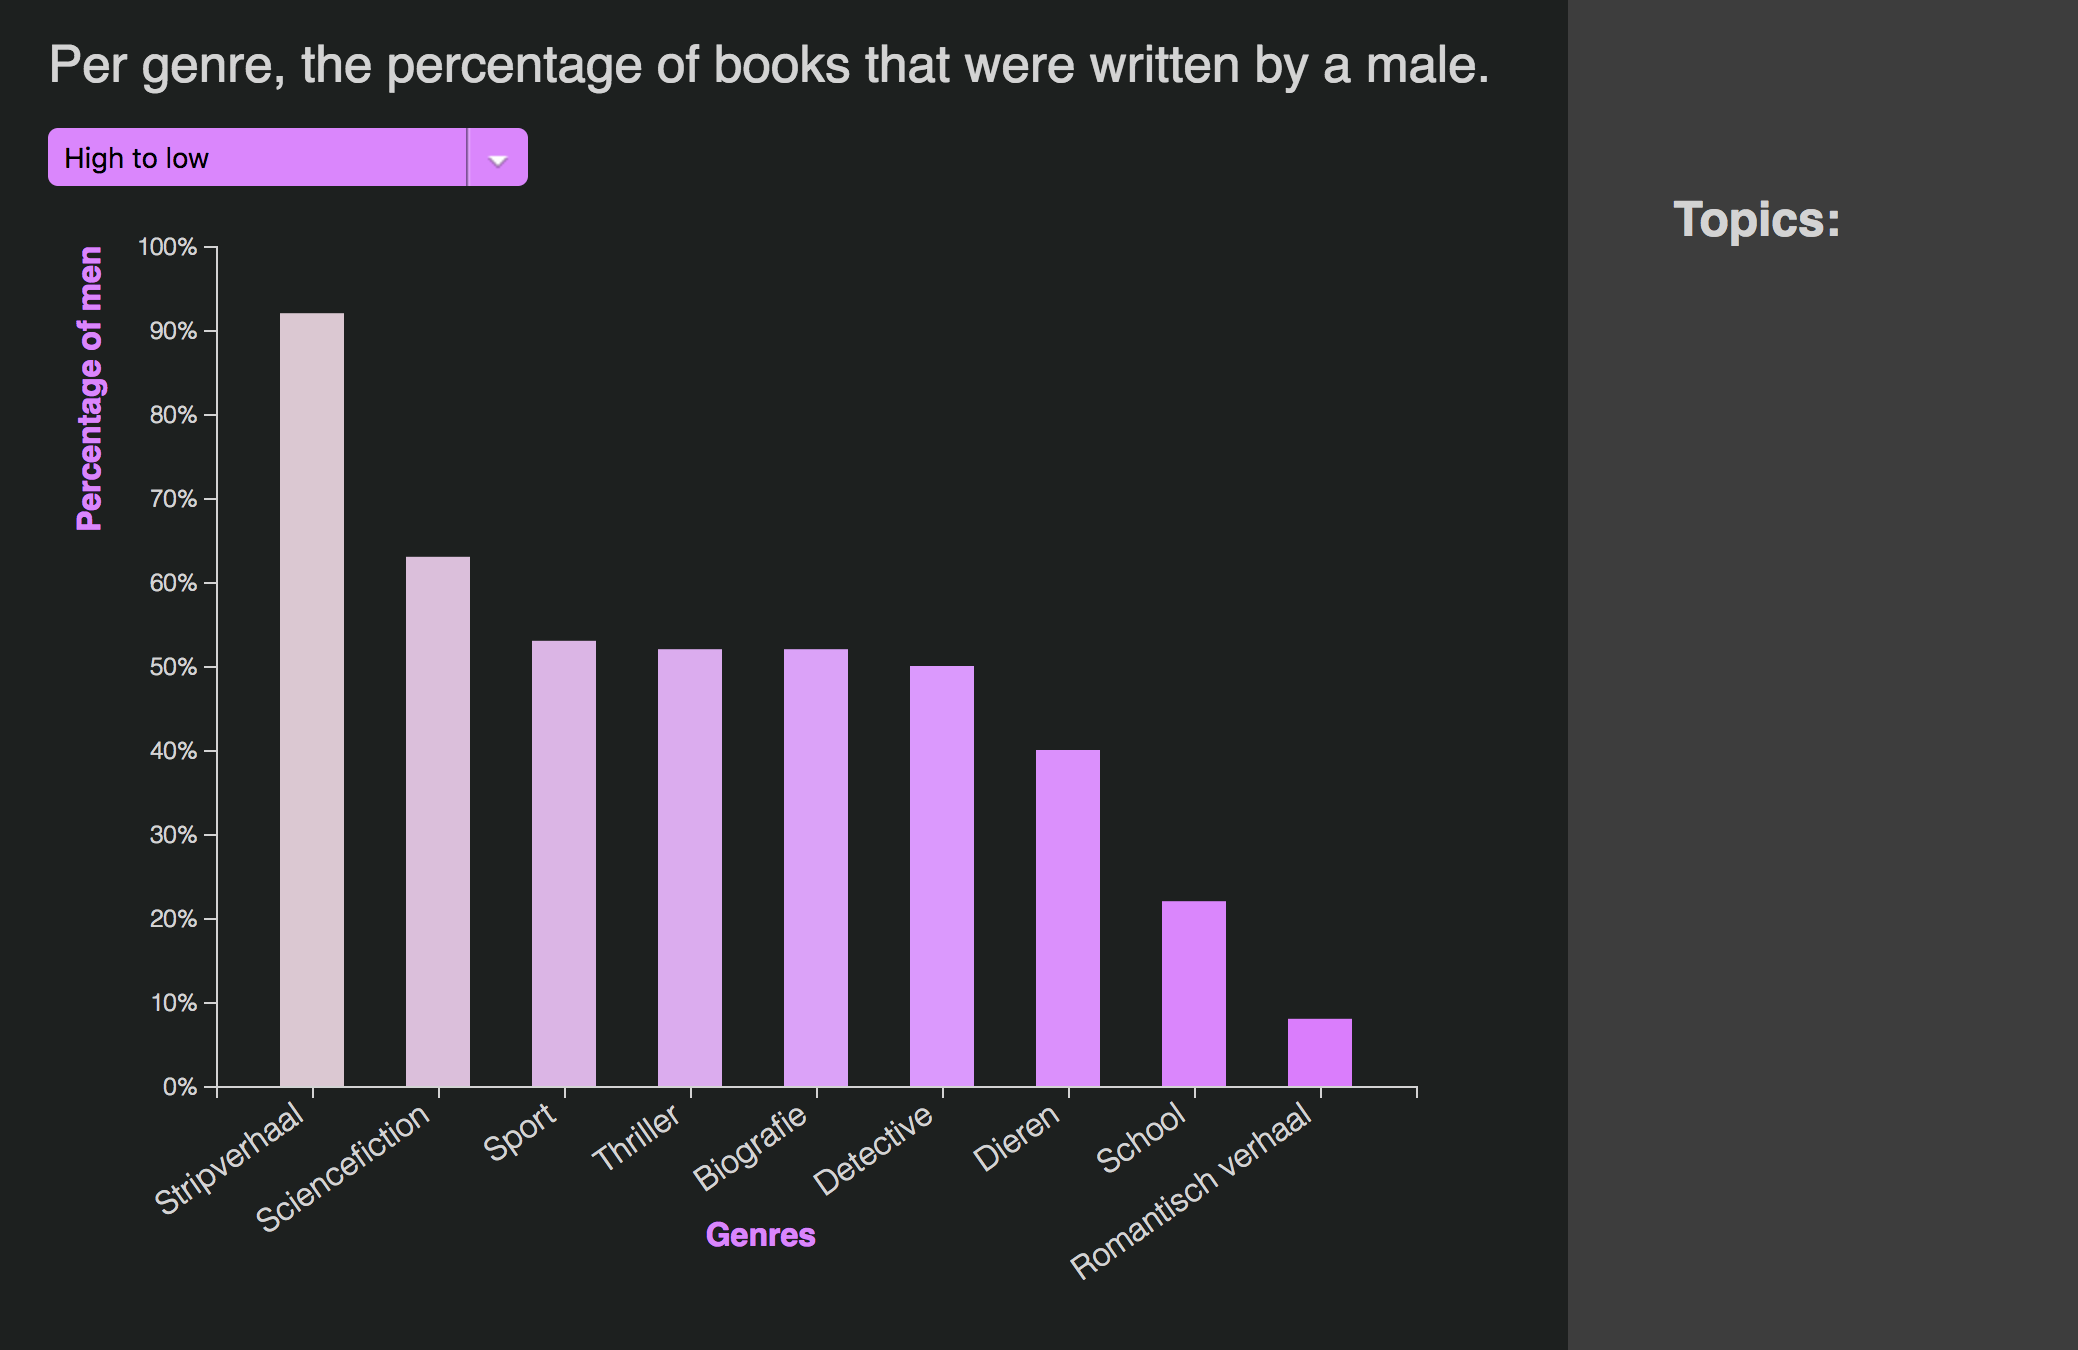 Per genre, the percentage of books that were written by a male.
High to low
Topics:
Percentage of men
100%
90%
80%
70%
60%
50%
40%
30%
20%
10%
0%
Stripverhaal
Sciencefiction
Sport
Thriller
Biografie
Detective
Dieren
School
Romantisch verhaal
Genres